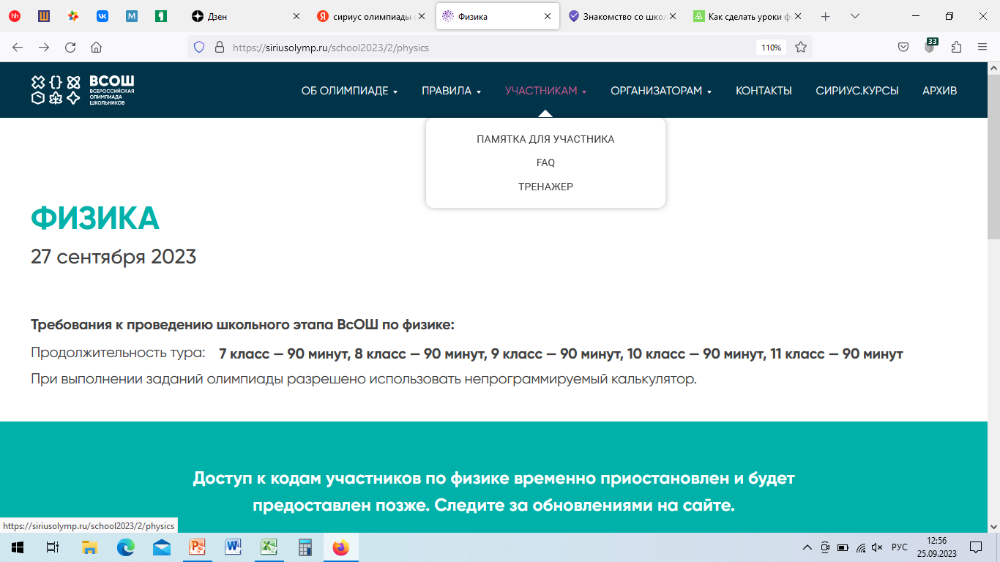 hh
Ш
М
Дзен
Я
сириус олимпиады
Физика
Знакомство со шко
Как сделать уроки
https://siriusolymp.ru/school2023/2/physics
110%
33
ВСОШ
ВСЕРОССИЙСКАЯ
ОЛИМПИАДА
ШКОЛЬНИКОВ
ОБ ОЛИМПИАДЕ
ПРАВИЛА
УЧАСТНИКАМ
ОРГАНИЗАТОРАМ
КОНТАКТЫ
СИРИУС.КУРСЫ
АРХИВ
ПАМЯТКА ДЛЯ УЧАСТНИКА
FAQ
ТРЕНАЖЕР
ФИЗИКА
27 сентября 2023
Требования к проведению школьного этапа ВсОШ по физике:
Продолжительность тура: 7 класс — 90 минут, 8 класс — 90 минут, 9 класс — 90 минут, 10 класс — 90 минут, 11 класс — 90 минут
При выполнении заданий олимпиады разрешено использовать непрограммируемый калькулятор.
Доступ к кодам участников по физике временно приостановлен и будет
предоставлен позже. Следите за обновлениями на сайте.
https://siriusolymp.ru/school2023/2/physics
РУС
12:56
25.09.2023